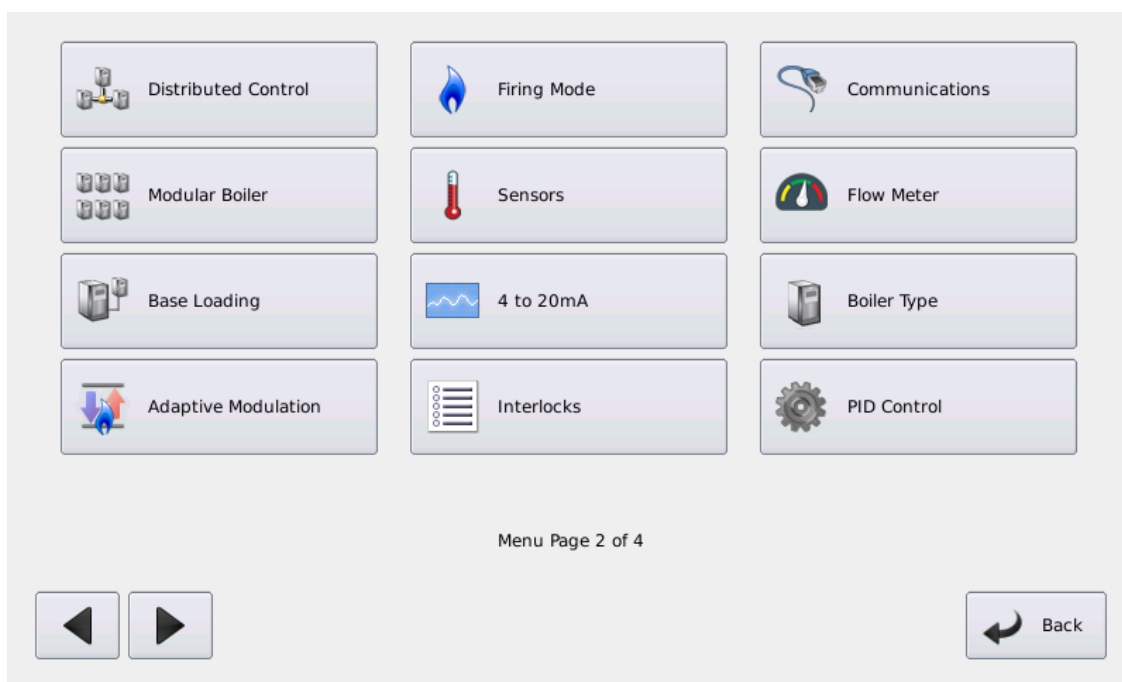 Distributed Control
Firing Mode
Communications
Modular Boiler
Sensors
Flow Meter
Base Loading
4 to 20mA
Boiler Type
Adaptive Modulation
Interlocks
PID Control
Menu Page 2 of 4
Back